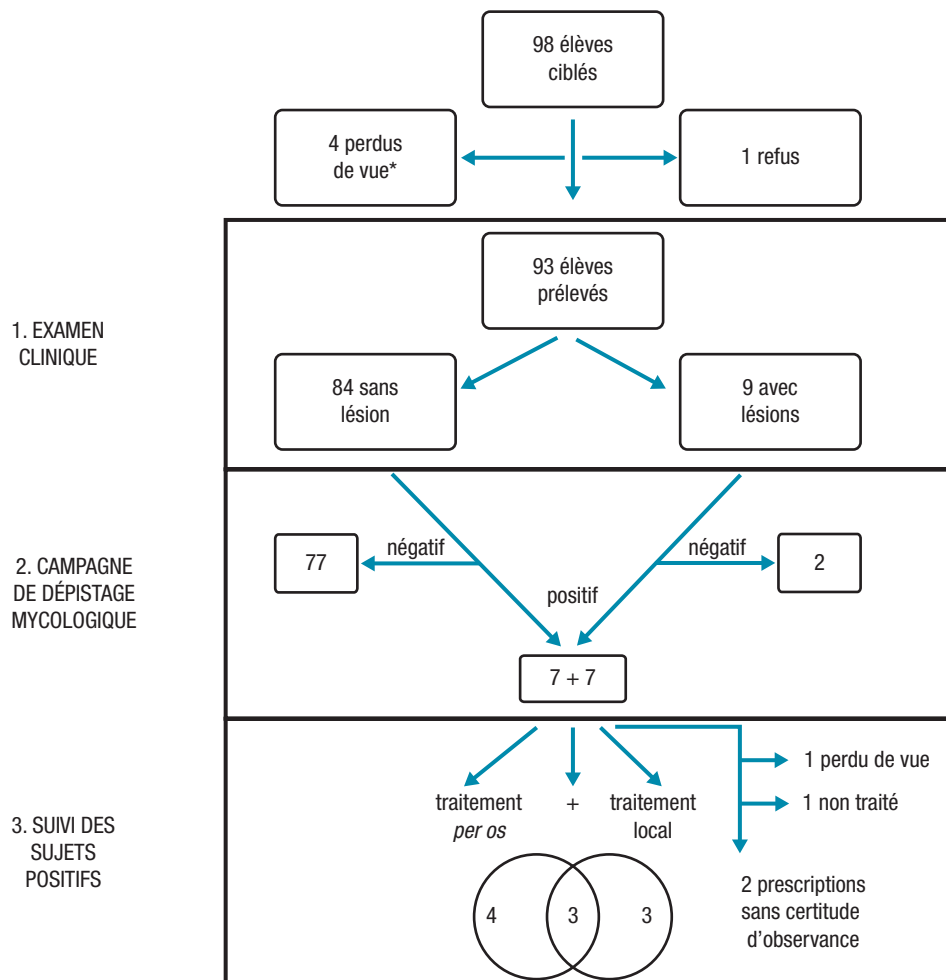 98 élèves
ciblés
4 perdus
de vue*
1 refus
93 élèves
prélevés
1. EXAMEN
CLINIQUE
84 sans
lésion
9 avec
lésions
2. CAMPAGNE
DE DÉPISTAGE
MYCOLOGIQUE
77
négatif
négatif
2
positif
7 + 7
3. SUIVI DES
SUJETS
POSITIFS
traitement
per os
+
traitement
local
1 perdu de vue
1 non traité
4
3
3
2 prescriptions
sans certitude
d’observance